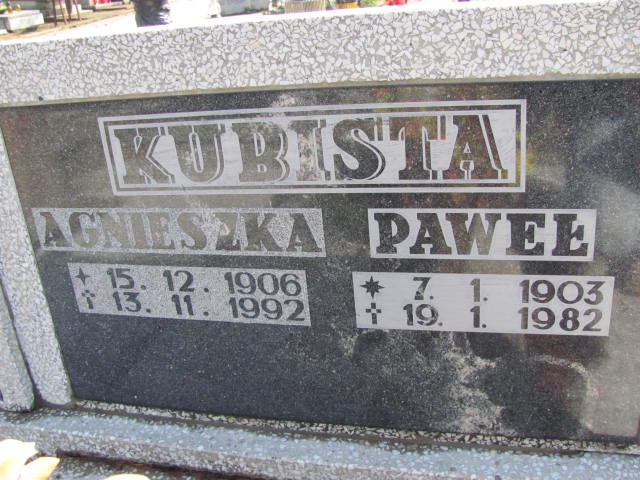 KUBISTA
AGNIESZKA
* 15. 12. 1906
† 13. 11. 1992
PAWEŁ
* 7. 1. 1903
† 19. 1. 1982